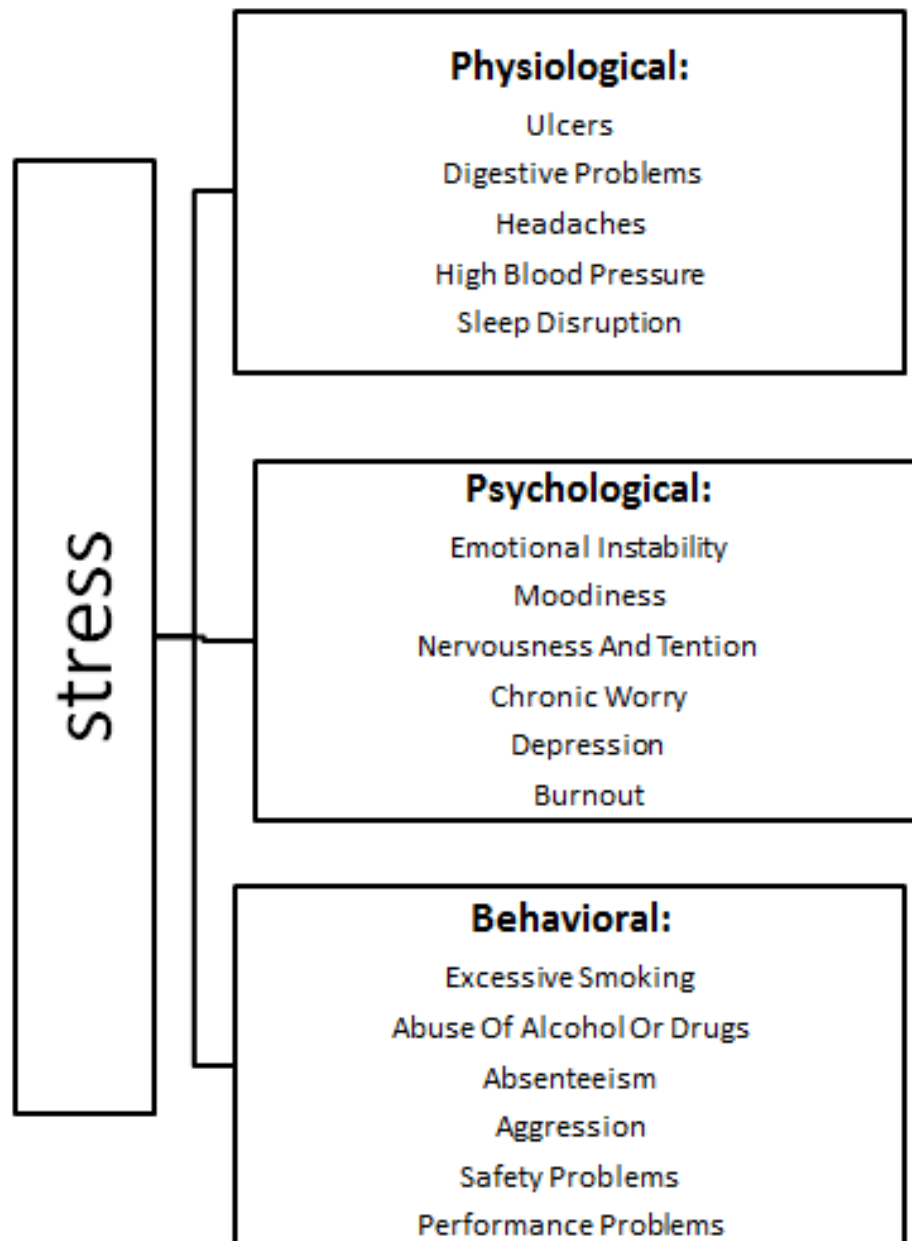 stress
Physiological:
Ulcers
Digestive Problems
Headaches
High Blood Pressure
Sleep Disruption
Psychological:
Emotional Instability
Moodiness
Nervousness And Tention
Chronic Worry
Depression
Burnout
Behavioral:
Excessive Smoking
Abuse Of Alcohol Or Drugs
Absenteeism
Aggression
Safety Problems
Performance Problems